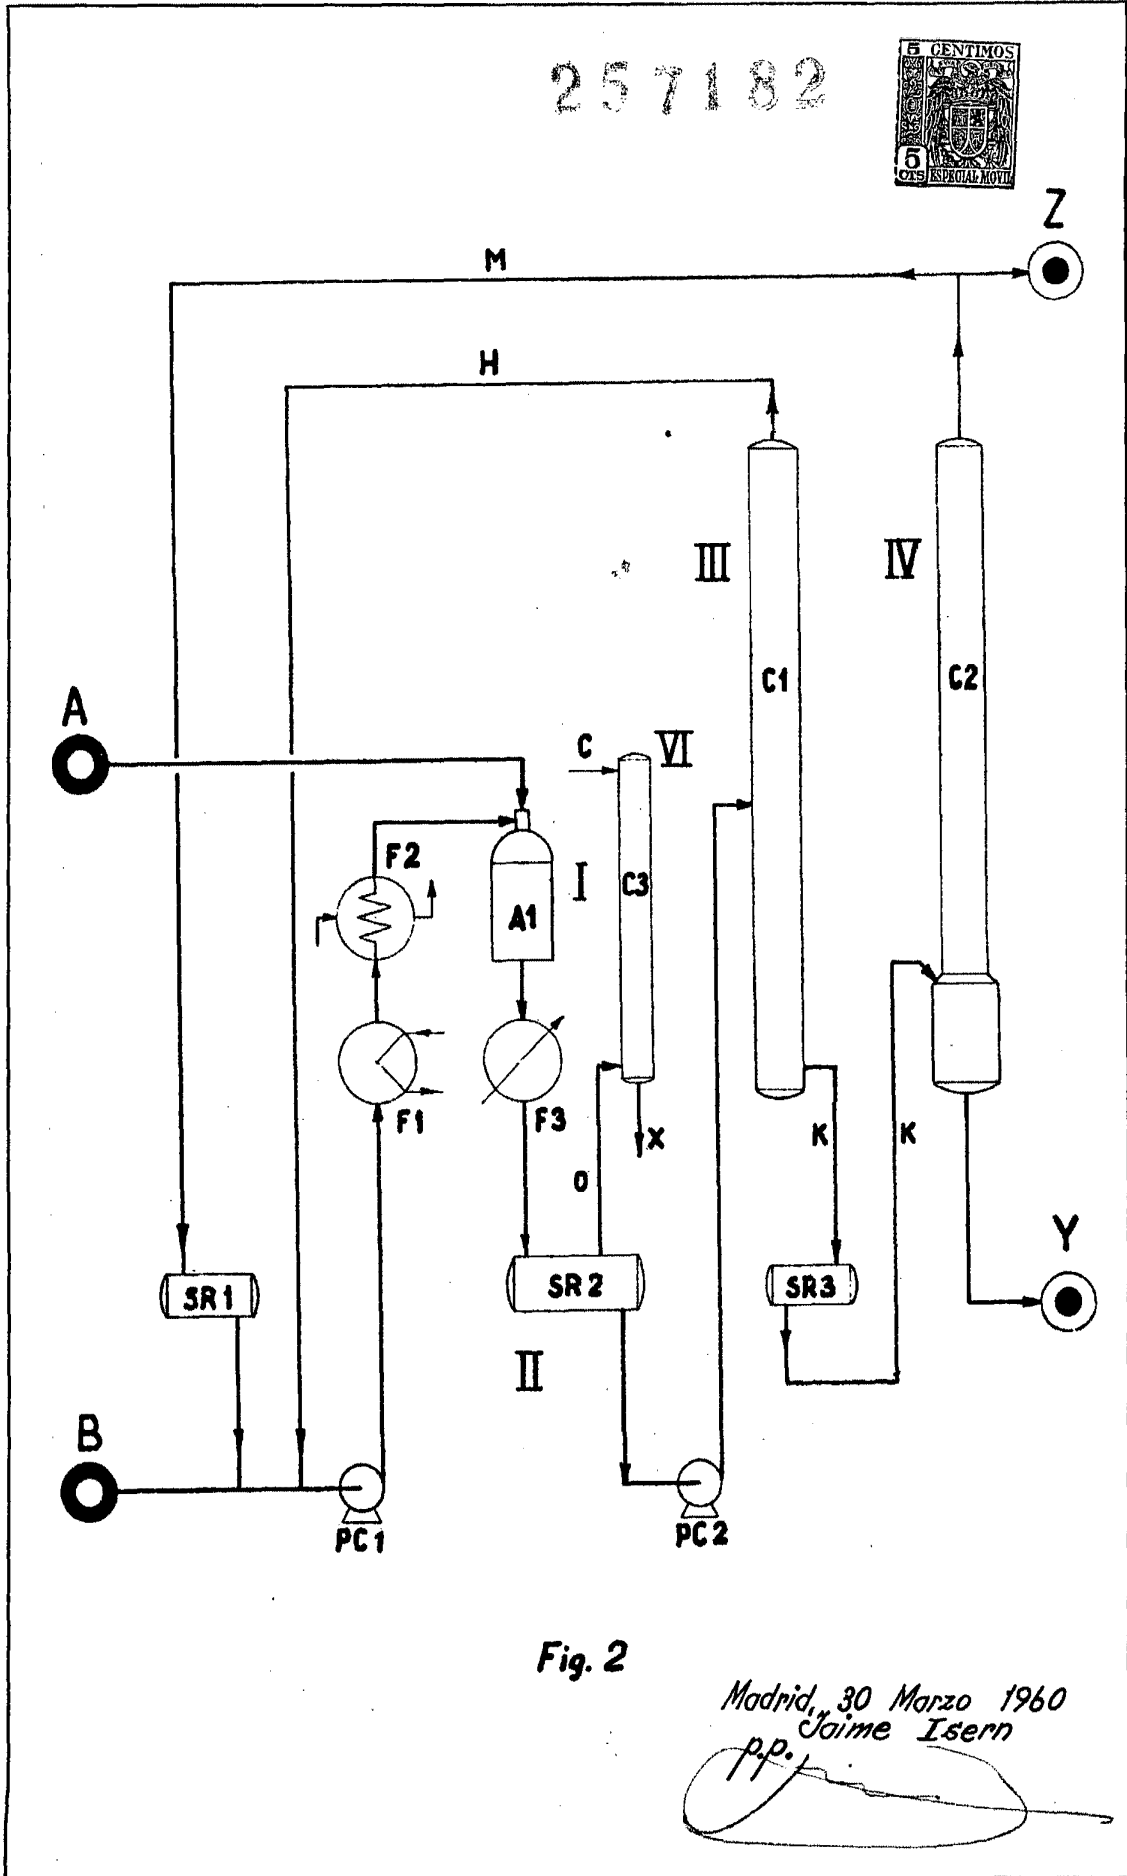 257182
5 CENTIMOS
5
CTS
ESPECIAL MOVIL
Z
M
H
III
IV
C1
C2
A
C
VI
F2
I
C3
A1
F1
F3
X
K
K
O
Y
SR1
SR2
SR3
II
B
PC1
PC2
Fig. 2
Madrid, 30 Marzo 1960
Jaime Isern
p.p.